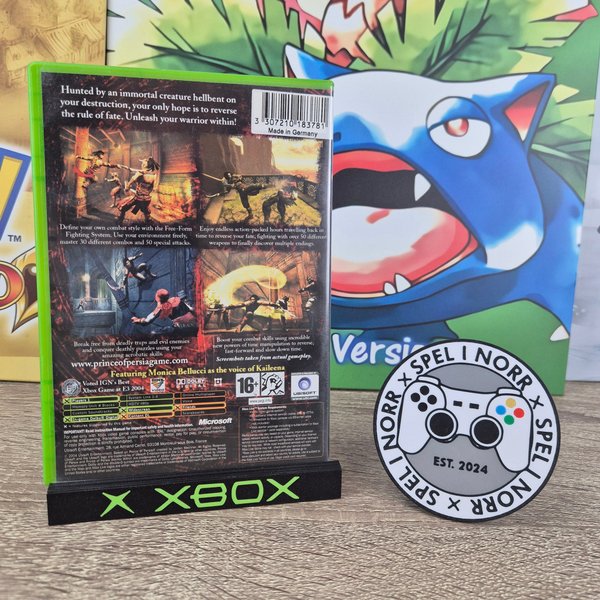 Hunted by an immortal creature hellbent on
your destruction, your only hope is to reverse
the rule of fate. Unleash your warrior within!
3 307210 183781
Made in Germany
Define your own combat style with the Free-Form
Fighting System. Use your environment freely,
master 30 different combos and 50 special attacks.
Enjoy endless action-packed hours travelling back in
time to reverse your fate, fighting with over 50 different
weapons to finally discover multiple endings.
Break free from deadly traps and evil enemies
and conquer deathly puzzles using your
amazing acrobatic skills.
Boost your combat skills using incredible
new powers of time manipulation to reverse,
fast-forward and slow down time.
www.princeofpersiagame.com
Screenshots taken from actual gameplay.
Featuring Monica Bellucci as the voice of Kaileena
Voted IGN's Best
Xbox Game at E3 2004
DOLBY
DIGITAL
16+
UBISOFT
Microsoft
XBOX
TM
Version
SPEL I NORR × SPEL I NORR × SPEL I NORR ×
EST. 2024